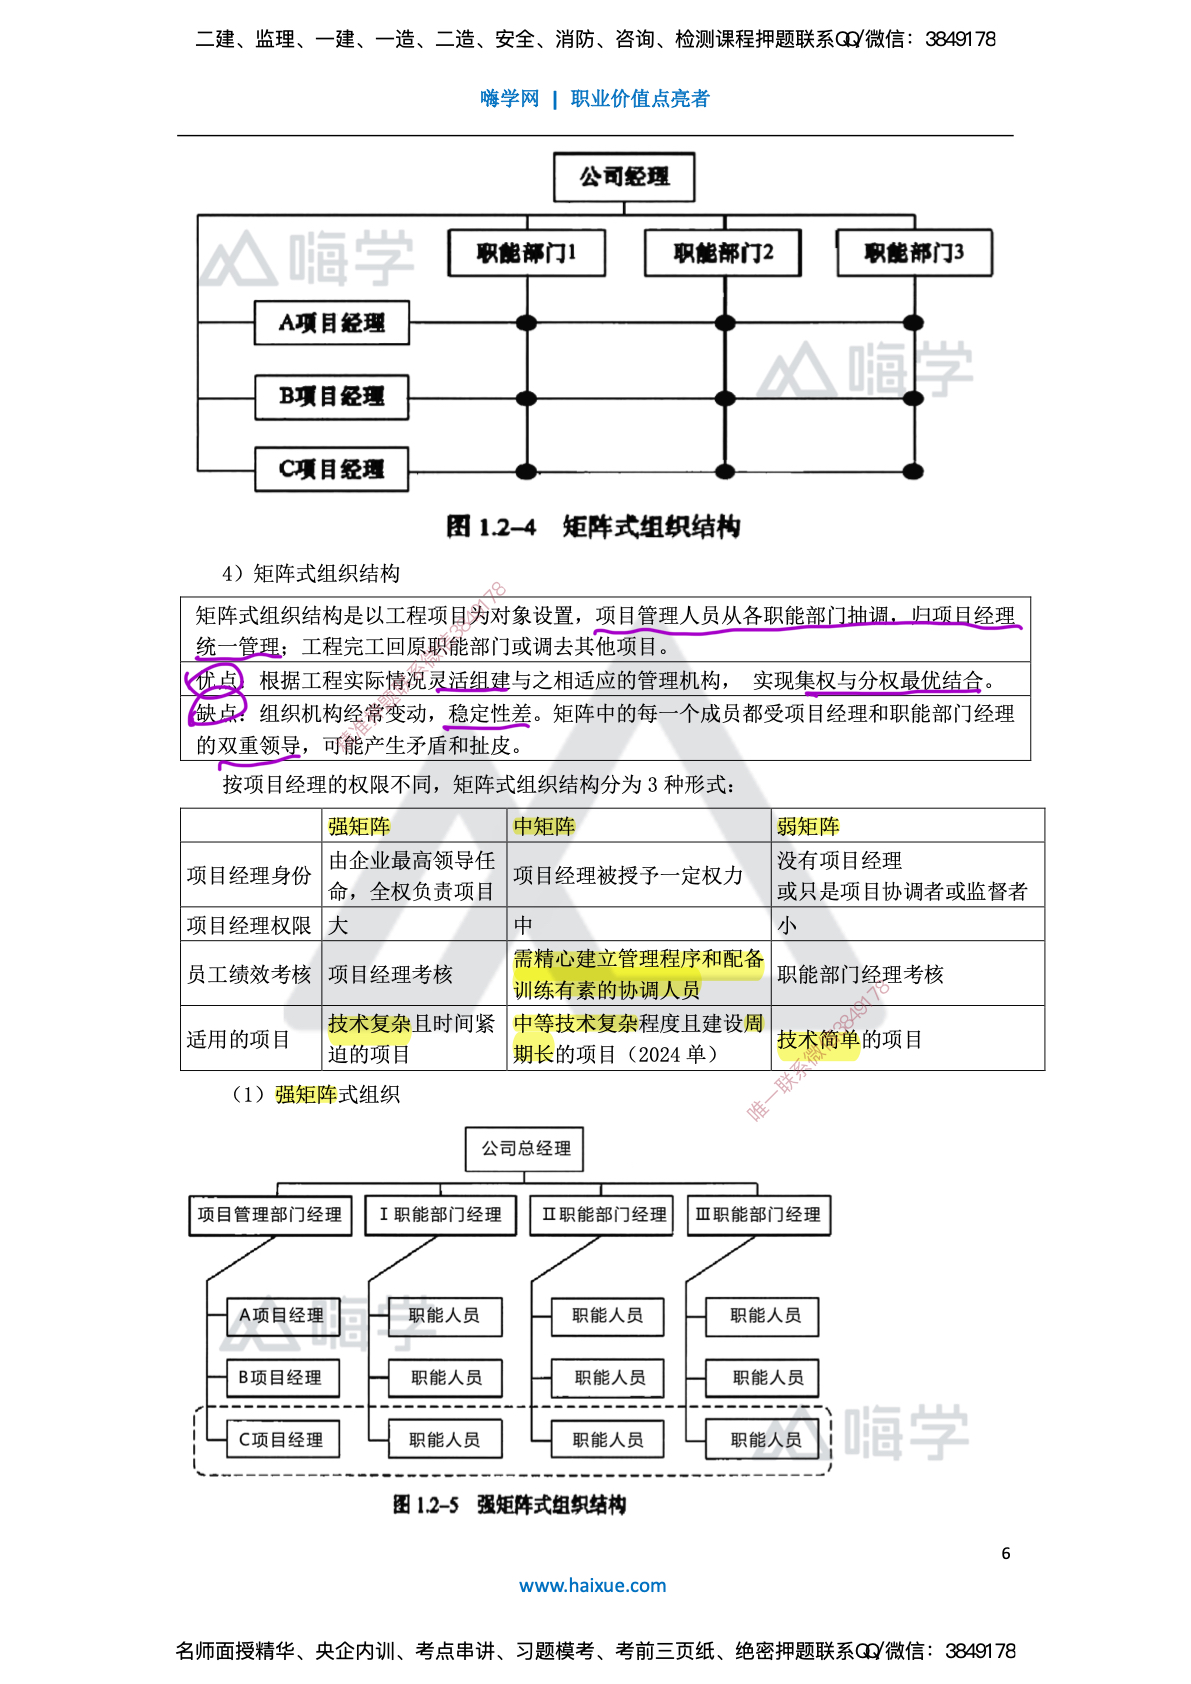 二建、监理、一建、一造、二造、安全、消防、咨询、检测课程押题联系QQ/微信：3849178
嗨学网 | 职业价值点亮者
公司经理
嗨学
职能部门1 职能部门2 职能部门3
A项目经理
嗨学
B项目经理
C项目经理
图 1.2-4 矩阵式组织结构
4）矩阵式组织结构
矩阵式组织结构是以工程项目为对象设置，项目管理人员从各职能部门抽调，归项目经理
统一管理；工程完工回原职能部门或调去其他项目。
优点：根据工程实际情况灵活组建与之相适应的管理机构， 实现集权与分权最优结合。
缺点：组织机构经常变动，稳定性差。矩阵中的每一个成员都受项目经理和职能部门经理
的双重领导，可能产生矛盾和扯皮。
按项目经理的权限不同，矩阵式组织结构分为 3 种形式：
强矩阵 中矩阵 弱矩阵
项目经理身份 由企业最高领导任命，全权负责项目 项目经理被授予一定权力 没有项目经理 或只是项目协调者或监督者
项目经理权限 大 中 小
员工绩效考核 项目经理考核 需精心建立管理程序和配备训练有素的协调人员 职能部门经理考核
适用的项目 技术复杂且时间紧迫的项目 中等技术复杂程度且建设周期长的项目（2024 单） 技术简单的项目
唯一联系微信3849178
（1）强矩阵式组织
公司总经理
项目管理部门经理 Ⅰ职能部门经理 Ⅱ职能部门经理 Ⅲ职能部门经理
A项目经理 职能人员 职能人员 职能人员
嗨学
B项目经理 职能人员 职能人员 职能人员
C项目经理 职能人员 职能人员 职能人员
嗨学
图 1.2-5 强矩阵式组织结构
6
www.haixue.com
名师面授精华、央企内训、考点串讲、习题模考、考前三页纸、绝密押题联系QQ/微信：3849178